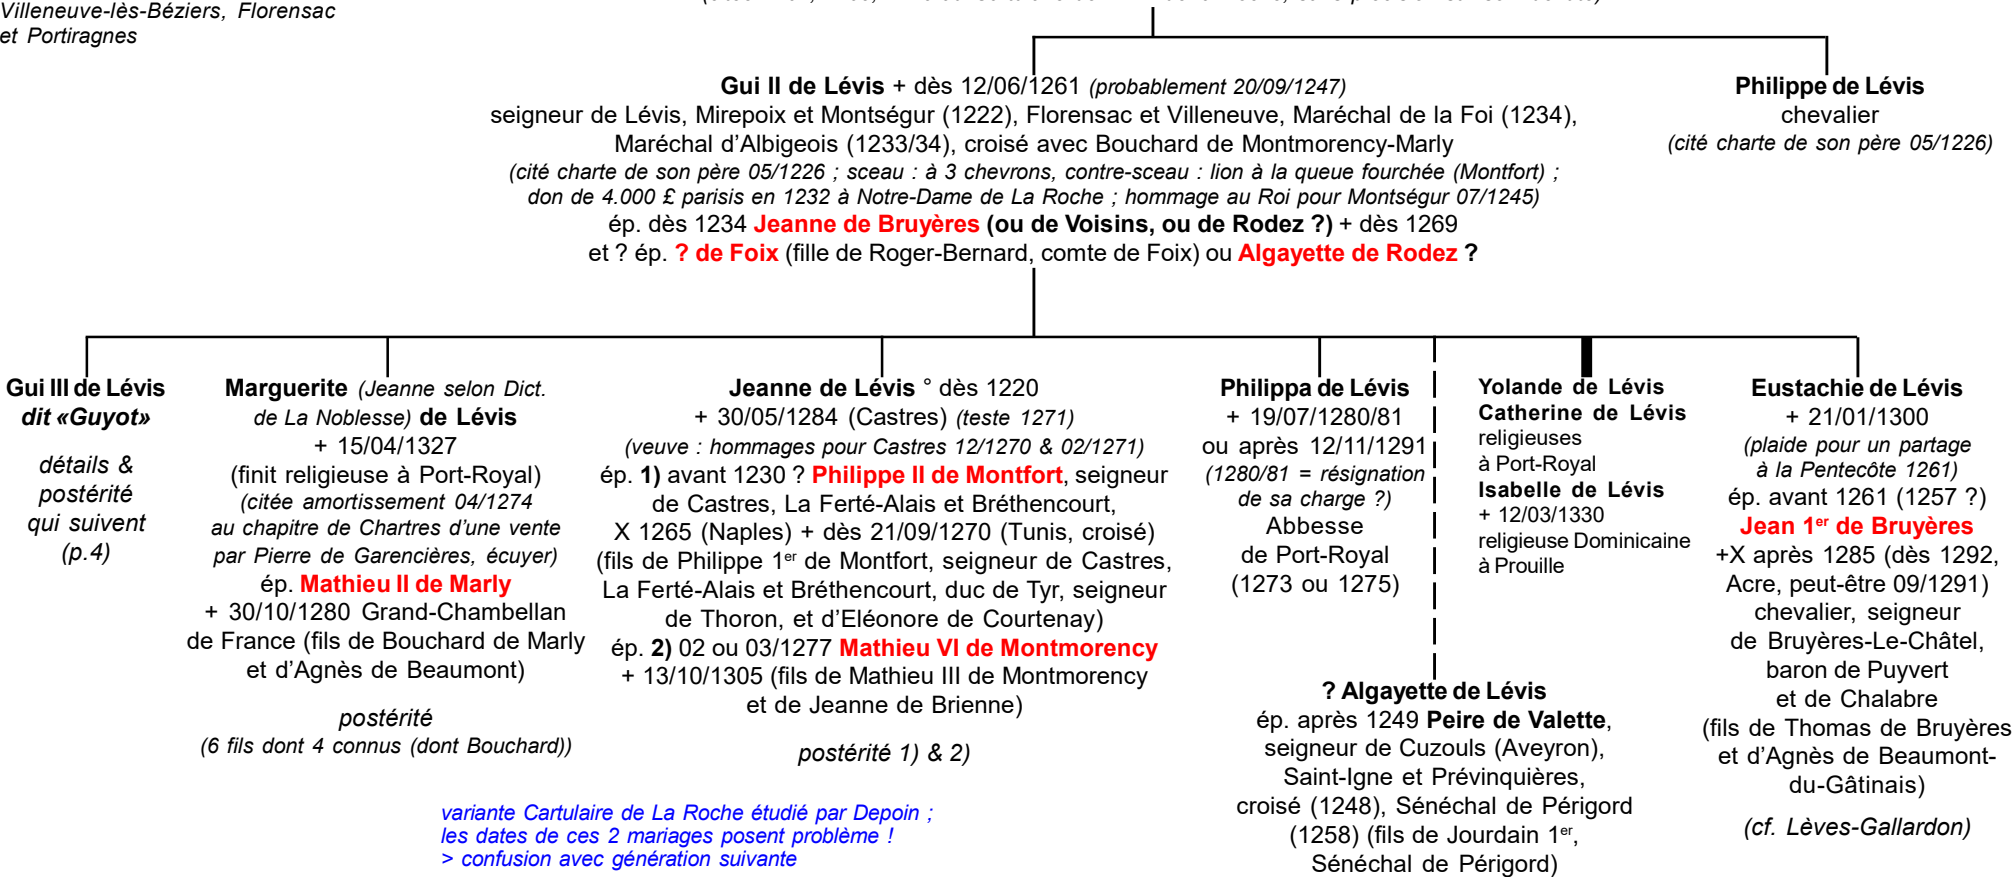 Villeneuve-lès-Béziers, Florensac
et Portiragnes
Gui II de Lévis + dès 12/06/1261 (probablement 20/09/1247)
seigneur de Lévis, Mirepoix et Montségur (1222), Florensac et Villeneuve, Maréchal de la Foi (1234),
Maréchal d'Albigeois (1233/34), croisé avec Bouchard de Montmorency-Marly
(cité charte de son père 05/1226 ; sceau : à 3 chevrons, contre-sceau : lion à la queue fourchée (Montfort) ;
don de 4.000 £ parisis en 1232 à Notre-Dame de La Roche ; hommage au Roi pour Montségur 07/1245)
ép. dès 1234 Jeanne de Bruyères (ou de Voisins, ou de Rodez ?) + dès 1269
et ? ép. ? de Foix (fille de Roger-Bernard, comte de Foix) ou Algayette de Rodez ?
Philippe de Lévis
chevalier
(cité charte de son père 05/1226)
Gui III de Lévis
dit «Guyot»
détails &
postérité
qui suivent
(p.4)
Marguerite (Jeanne selon Dict.
de La Noblesse) de Lévis
+ 15/04/1327
(finit religieuse à Port-Royal)
(citée amortissement 04/1274
au chapitre de Chartres d'une vente
par Pierre de Garencières, écuyer)
ép. Mathieu II de Marly
+ 30/10/1280 Grand-Chambellan
de France (fils de Bouchard de Marly
et d'Agnès de Beaumont)
postérité
(6 fils dont 4 connus (dont Bouchard))
Jeanne de Lévis ° dès 1220
+ 30/05/1284 (Castres) (teste 1271)
(veuve : hommages pour Castres 12/1270 & 02/1271)
ép. 1) avant 1230 ? Philippe II de Montfort, seigneur
de Castres, La Ferté-Alais et Bréthencourt,
X 1265 (Naples) + dès 21/09/1270 (Tunis, croisé)
(fils de Philippe 1er de Montfort, seigneur de Castres,
La Ferté-Alais et Bréthencourt, duc de Tyr, seigneur
de Thoron, et d'Eléonore de Courtenay)
ép. 2) 02 ou 03/1277 Mathieu VI de Montmorency
+ 13/10/1305 (fils de Mathieu III de Montmorency
et de Jeanne de Brienne)
postérité 1) & 2)
variante Cartulaire de La Roche étudié par Depoin ;
les dates de ces 2 mariages posent problème !
> confusion avec génération suivante
Philippa de Lévis
+ 19/07/1280/81
ou après 12/11/1291
(1280/81 = résignation
de sa charge ?)
Abbesse
de Port-Royal
(1273 ou 1275)
? Algayette de Lévis
ép. après 1249 Peire de Valette,
seigneur de Cuzouls (Aveyron),
Saint-Igne et Prévinquières,
croisé (1248), Sénéchal de Périgord
(1258) (fils de Jourdain 1er,
Sénéchal de Périgord)
Yolande de Lévis
Catherine de Lévis
religieuses
à Port-Royal
Isabelle de Lévis
+ 12/03/1330
religieuse Dominicaine
à Prouille
Eustachie de Lévis
+ 21/01/1300
(plaide pour un partage
à la Pentecôte 1261)
ép. avant 1261 (1257 ?)
Jean 1er de Bruyères
+X après 1285 (dès 1292,
Acre, peut-être 09/1291)
chevalier, seigneur
de Bruyères-Le-Châtel,
baron de Puyvert
et de Chalabre
(fils de Thomas de Bruyères
et d'Agnès de Beaumont-
du-Gâtinais)
(cf. Lèves-Gallardon)